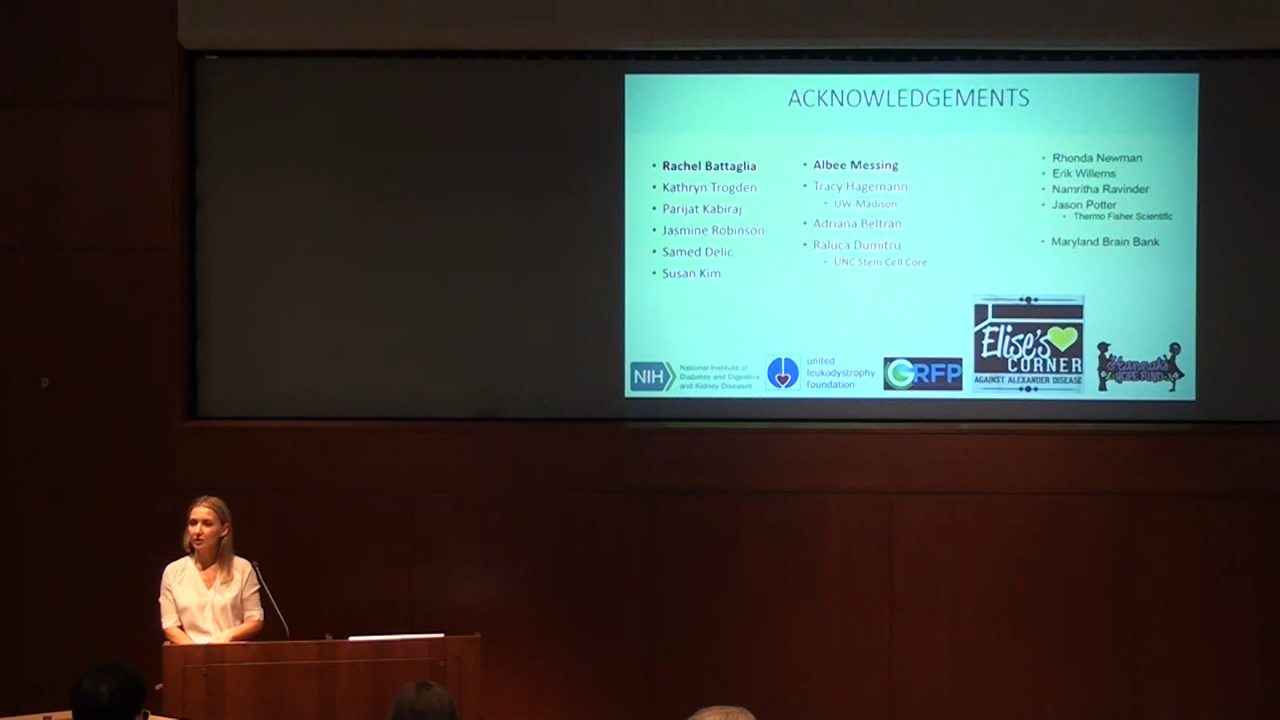 ACKNOWLEDGEMENTS
• Rachel Battaglia
• Kathryn Trogden
• Parijat Kabiraj
• Jasmine Robinson
• Samed Delic
• Susan Kim
• Albee Messing
• Tracy Hagemann
• UW Madison
• Adriana Beltran
• Raluca Dumitru
• UNC Stem Cell Core
• Rhonda Newman
• Erik Willems
• Namritha Ravinder
• Jason Potter
• Thermo Fisher Scientific
• Maryland Brain Bank
NIH
National Institute of
Diabetes and Digestive
and Kidney Diseases
united
leukodystrophy
foundation
GRFP
Elise's
CORNER
AGAINST ALEXANDER DISEASE
Hannah's
HOPE FUND